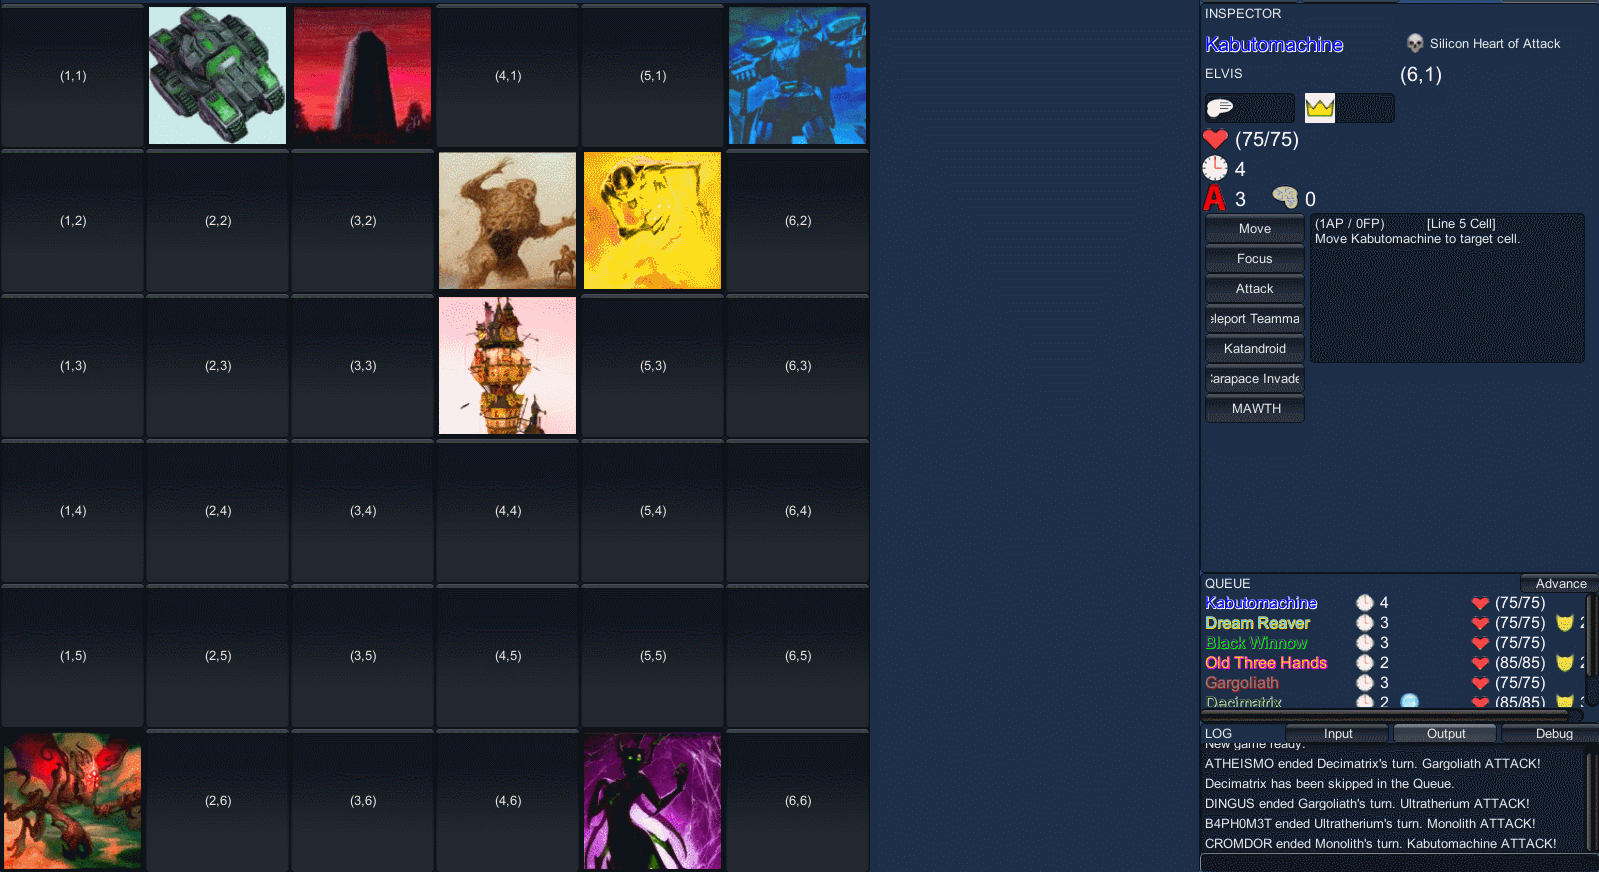 (1,1)
(4,1)
(5,1)
(1,2)
(2,2)
(3,2)
(6,2)
(1,3)
(2,3)
(3,3)
(5,3)
(6,3)
(1,4)
(2,4)
(3,4)
(4,4)
(5,4)
(6,4)
(1,5)
(2,5)
(3,5)
(4,5)
(5,5)
(6,5)
(2,6)
(3,6)
(4,6)
(6,6)
INSPECTOR
Kabutomachine Silicon Heart of Attack
ELVIS (6,1)
(75/75)
4
A 3 0
Move
Focus
Attack
eleport Teamma
Katandroid
Carapace Invade
MAWTH
(1AP / 0FP) [Line 5 Cell]
Move Kabutomachine to target cell.
QUEUE Advance
Kabutomachine 4 (75/75)
Dream Reaver 3 (75/75) 2
Black Winnow 3 (75/75)
Old Three Hands 2 (85/85) 2
Gargoliath 3 (75/75)
Decimatrix 2 (85/85) 3
LOG Input Output Debug
New game ready.
ATHEISMO ended Decimatrix's turn. Gargoliath ATTACK!
Decimatrix has been skipped in the Queue.
DINGUS ended Gargoliath's turn. Ultratherium ATTACK!
B4PH0M3T ended Ultratherium's turn. Monolith ATTACK!
CROMDOR ended Monolith's turn. Kabutomachine ATTACK!